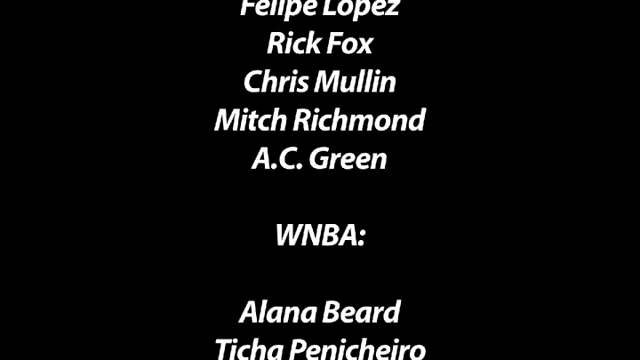 Felipe Lopez
Rick Fox
Chris Mullin
Mitch Richmond
A.C. Green
WNBA:
Alana Beard
Ticha Penicheiro